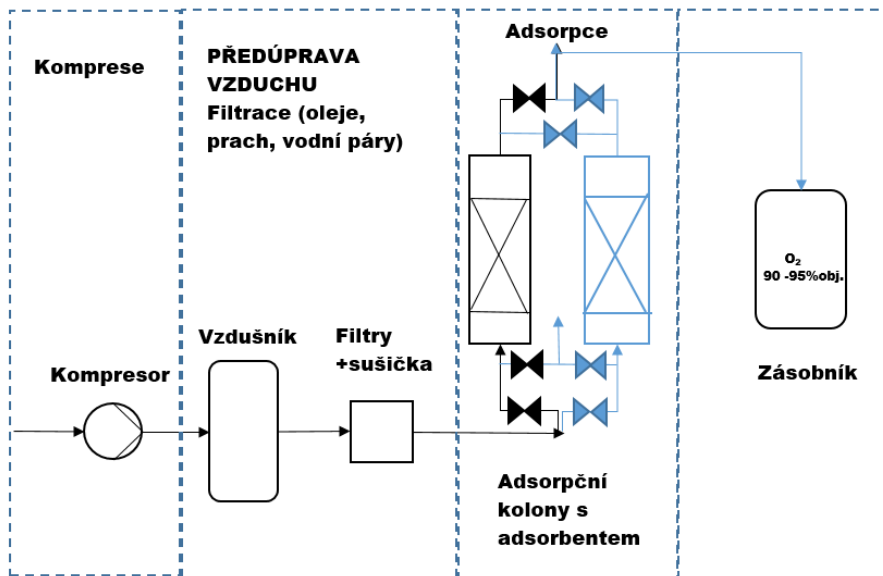 Komprese
PŘEDÚPRAVA
VZDUCHU
Filtrace (oleje,
prach, vodní páry)
Adsorpce
Kompresor
Vzdušník
Filtry
+sušička
Adsorpční
kolony s
adsorbentem
O₂
90 -95%obj.
Zásobník